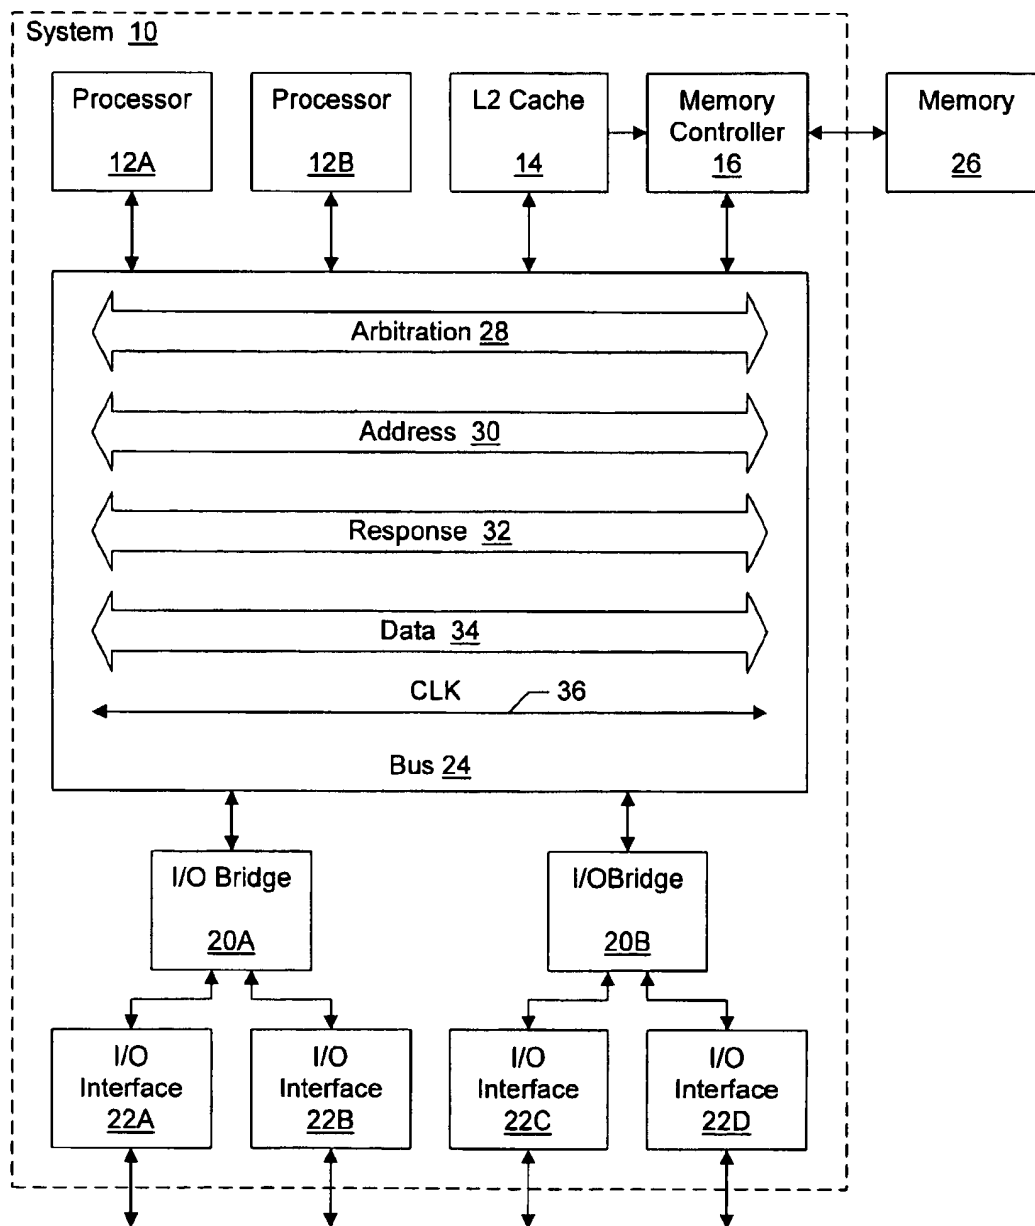 System 10
Processor
12A
Processor
12B
L2 Cache
14
Memory
Controller
16
Memory
26
Arbitration 28
Address 30
Response 32
Data 34
CLK 36
Bus 24
I/O Bridge
20A
I/OBridge
20B
I/O
Interface
22A
I/O
Interface
22B
I/O
Interface
22C
I/O
Interface
22D